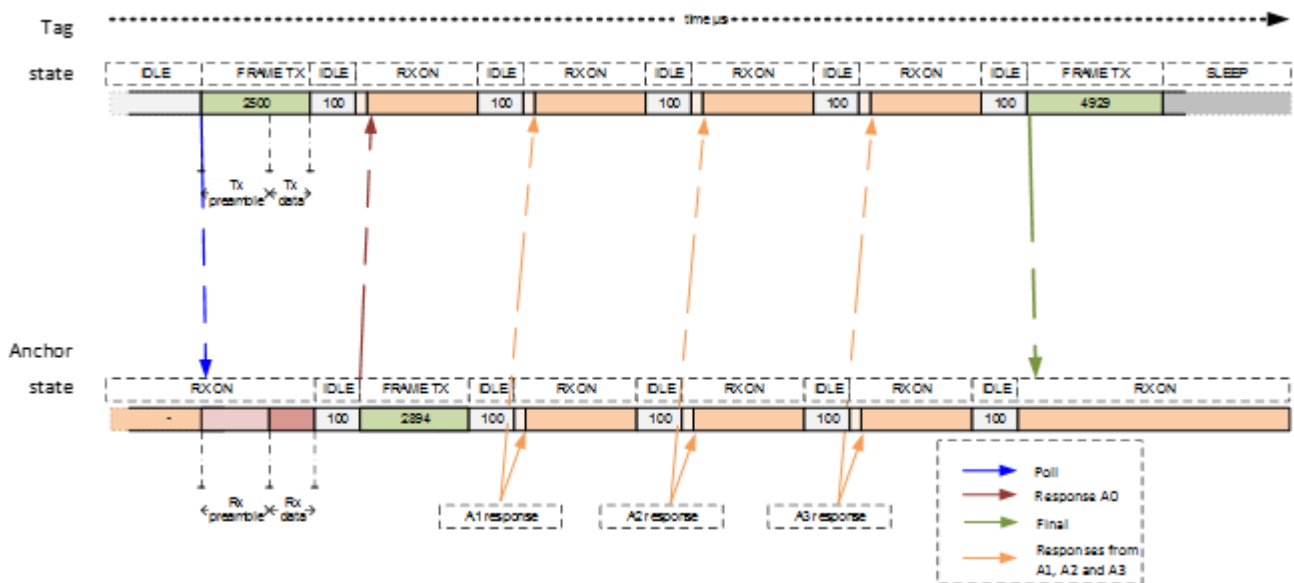 time µs
Tag
state
IDLE FRAME TX IDLE RX ON IDLE RX ON IDLE RX ON IDLE RX ON IDLE FRAME TX SLEEP
2500 100 100 100 100 100 4929
Tx Tx
preamble data
Anchor
state
RX ON IDLE FRAME TX IDLE RX ON IDLE RX ON IDLE RX ON IDLE RX ON
- 100 2894 100 100 100 100
Rx Rx
preamble data
A1 response A2 response A3 response
Poll
Response A0
Final
Responses from
A1, A2 and A3